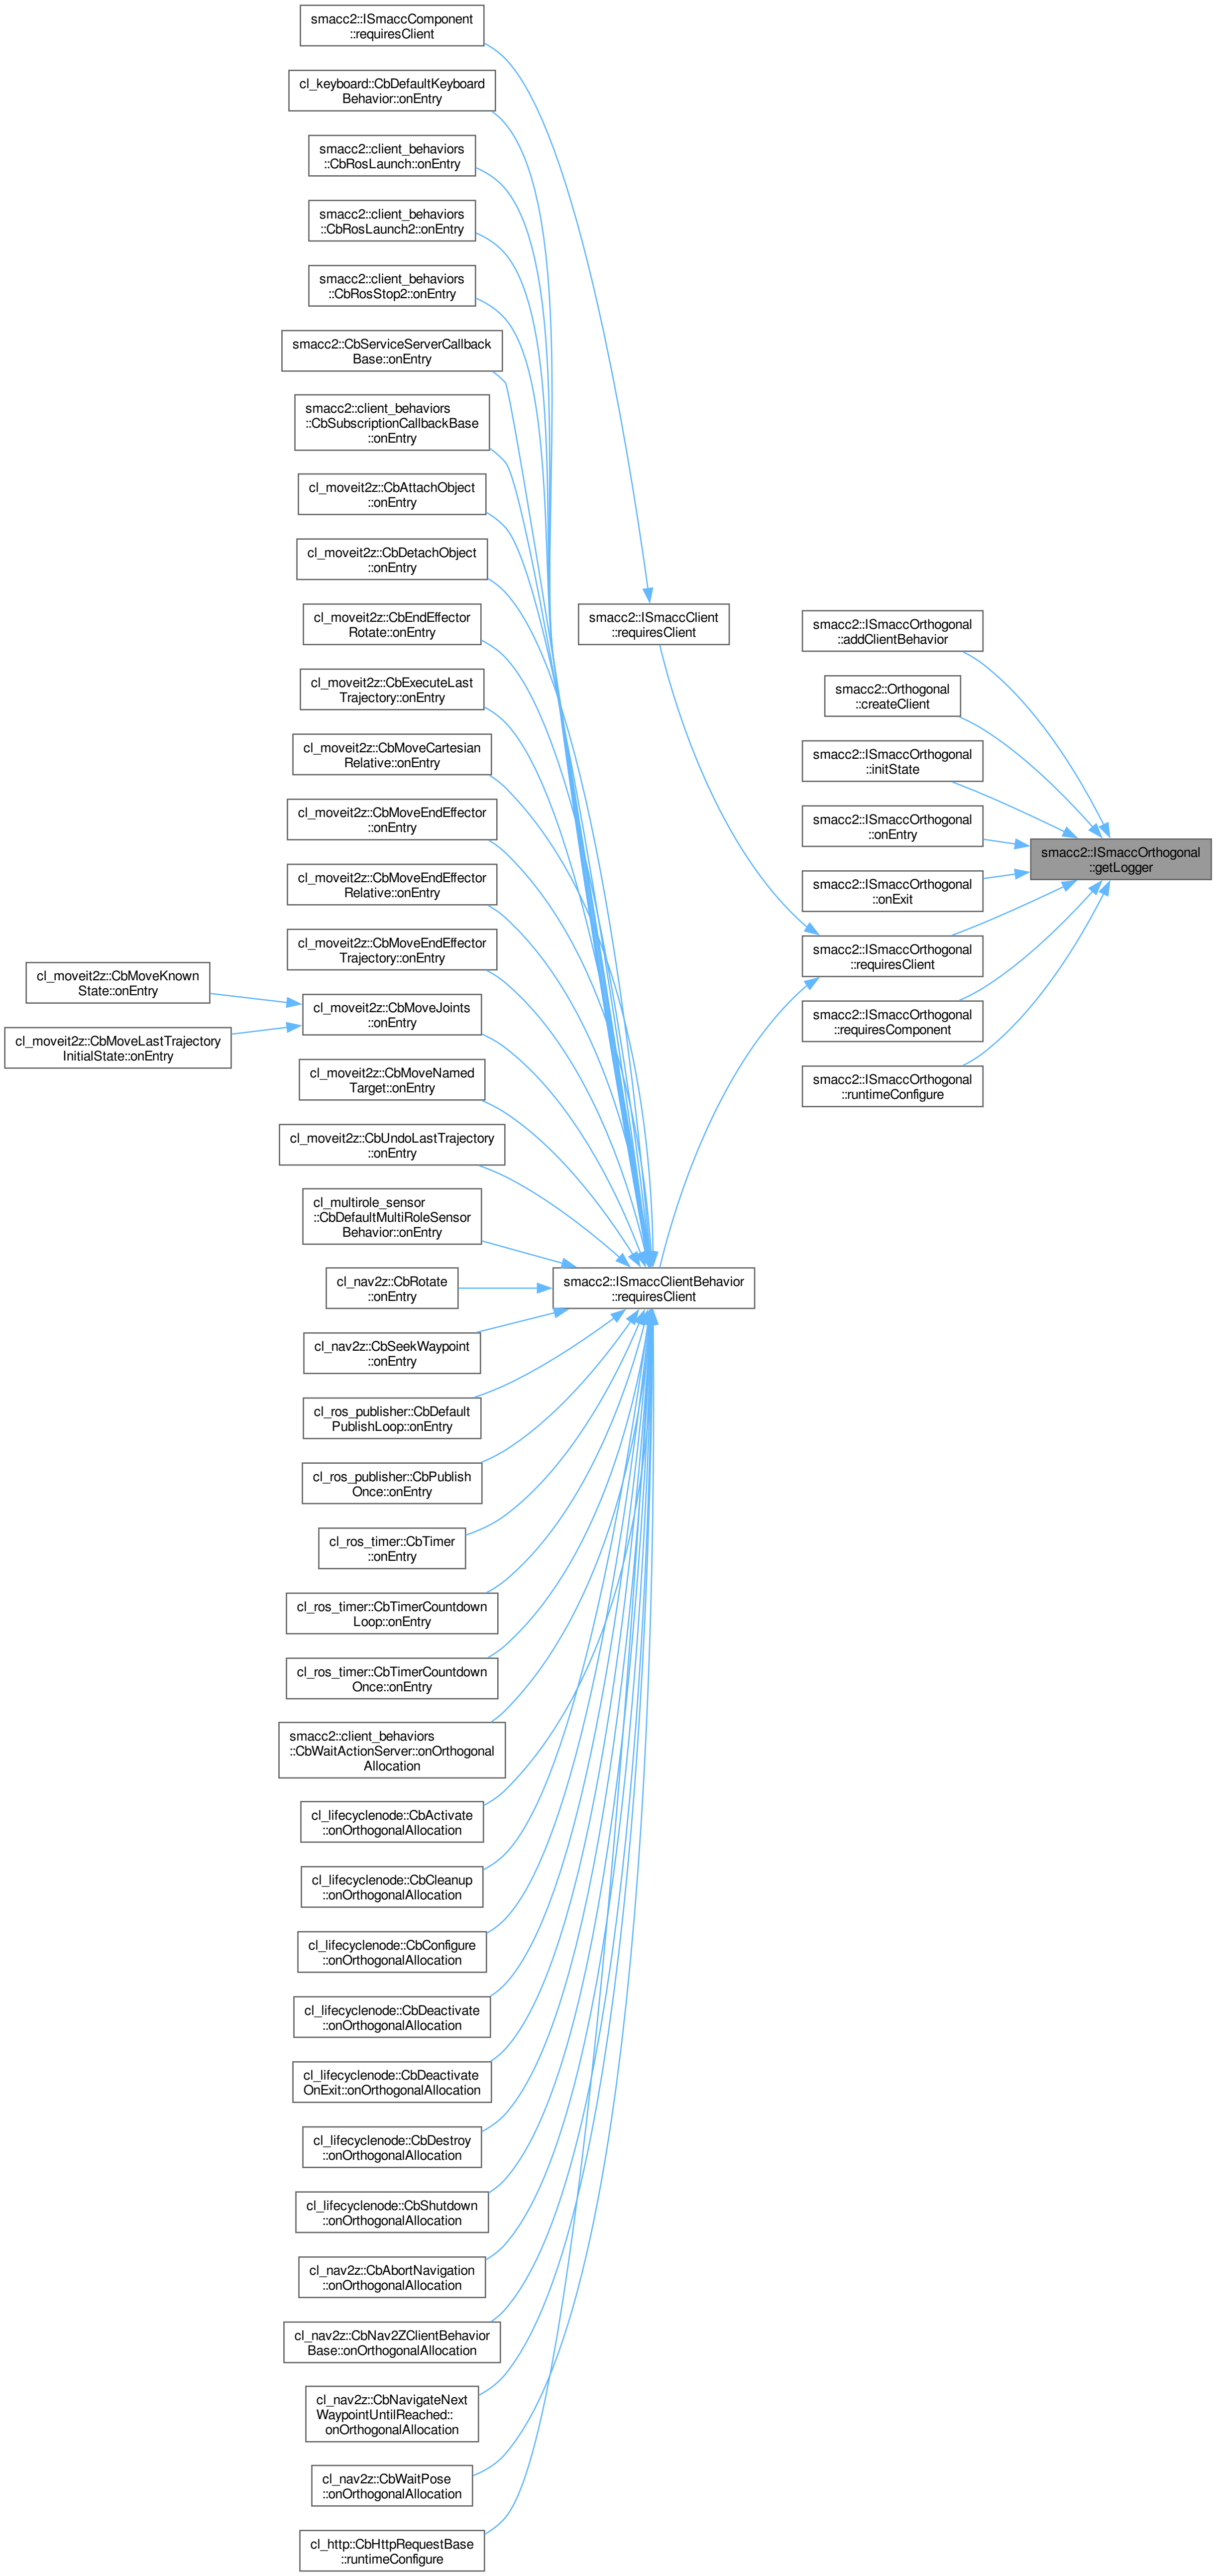 smacc2::ISmaccComponent
::requiresClient
cl_keyboard::CbDefaultKeyboard
Behavior::onEntry
smacc2::client_behaviors
::CbRosLaunch::onEntry
smacc2::client_behaviors
::CbRosLaunch2::onEntry
smacc2::client_behaviors
::CbRosStop2::onEntry
smacc2::CbServiceServerCallback
Base::onEntry
smacc2::client_behaviors
::CbSubscriptionCallbackBase
::onEntry
cl_moveit2z::CbAttachObject
::onEntry
cl_moveit2z::CbDetachObject
::onEntry
cl_moveit2z::CbEndEffector
Rotate::onEntry
cl_moveit2z::CbExecuteLast
Trajectory::onEntry
cl_moveit2z::CbMoveCartesian
Relative::onEntry
cl_moveit2z::CbMoveEndEffector
::onEntry
cl_moveit2z::CbMoveEndEffector
Relative::onEntry
cl_moveit2z::CbMoveEndEffector
Trajectory::onEntry
cl_moveit2z::CbMoveKnown
State::onEntry
cl_moveit2z::CbMoveLastTrajectory
InitialState::onEntry
cl_moveit2z::CbMoveJoints
::onEntry
cl_moveit2z::CbMoveNamed
Target::onEntry
cl_moveit2z::CbUndoLastTrajectory
::onEntry
cl_multirole_sensor
::CbDefaultMultiRoleSensor
Behavior::onEntry
cl_nav2z::CbRotate
::onEntry
cl_nav2z::CbSeekWaypoint
::onEntry
cl_ros_publisher::CbDefault
PublishLoop::onEntry
cl_ros_publisher::CbPublish
Once::onEntry
cl_ros_timer::CbTimer
::onEntry
cl_ros_timer::CbTimerCountdown
Loop::onEntry
cl_ros_timer::CbTimerCountdown
Once::onEntry
smacc2::client_behaviors
::CbWaitActionServer::onOrthogonal
Allocation
cl_lifecyclenode::CbActivate
::onOrthogonalAllocation
cl_lifecyclenode::CbCleanup
::onOrthogonalAllocation
cl_lifecyclenode::CbConfigure
::onOrthogonalAllocation
cl_lifecyclenode::CbDeactivate
::onOrthogonalAllocation
cl_lifecyclenode::CbDeactivate
OnExit::onOrthogonalAllocation
cl_lifecyclenode::CbDestroy
::onOrthogonalAllocation
cl_lifecyclenode::CbShutdown
::onOrthogonalAllocation
cl_nav2z::CbAbortNavigation
::onOrthogonalAllocation
cl_nav2z::CbNav2ZClientBehavior
Base::onOrthogonalAllocation
cl_nav2z::CbNavigateNext
WaypointUntilReached::
onOrthogonalAllocation
cl_nav2z::CbWaitPose
::onOrthogonalAllocation
cl_http::CbHttpRequestBase
::runtimeConfigure
smacc2::ISmaccClient
::requiresClient
smacc2::ISmaccClientBehavior
::requiresClient
smacc2::ISmaccOrthogonal
::addClientBehavior
smacc2::Orthogonal
::createClient
smacc2::ISmaccOrthogonal
::initState
smacc2::ISmaccOrthogonal
::onEntry
smacc2::ISmaccOrthogonal
::onExit
smacc2::ISmaccOrthogonal
::requiresClient
smacc2::ISmaccOrthogonal
::requiresComponent
smacc2::ISmaccOrthogonal
::runtimeConfigure
smacc2::ISmaccOrthogonal
::getLogger